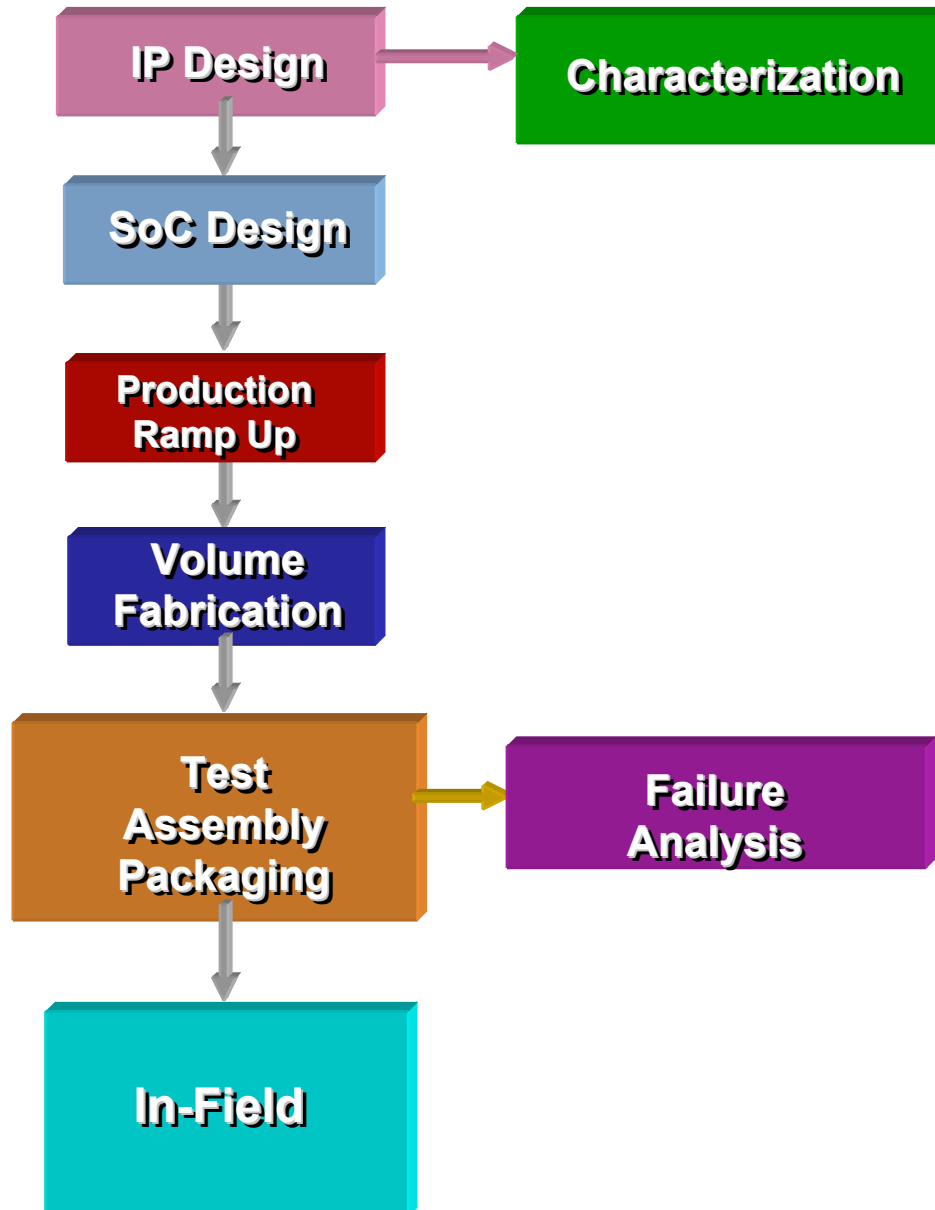 IP Design
Characterization
SoC Design
Production
Ramp Up
Volume
Fabrication
Test
Assembly
Packaging
Failure
Analysis
In-Field